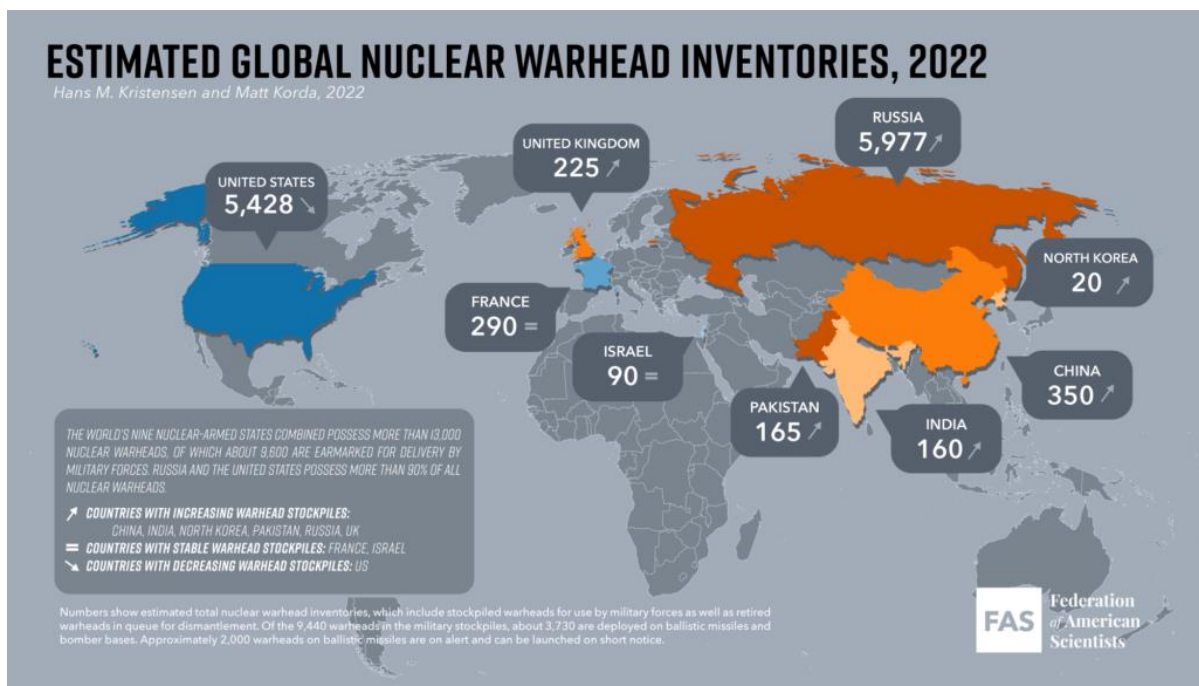 ESTIMATED GLOBAL NUCLEAR WARHEAD INVENTORIES, 2022
Hans M. Kristensen and Matt Korda, 2022
RUSSIA
5,977
UNITED KINGDOM
225
UNITED STATES
5,428
NORTH KOREA
20
FRANCE
290 =
ISRAEL
90 =
CHINA
350
PAKISTAN
165
INDIA
160
THE WORLD'S NINE NUCLEAR-ARMED STATES COMBINED POSSESS MORE THAN 13,000
NUCLEAR WARHEADS, OF WHICH ABOUT 9,600 ARE EARMARKED FOR DELIVERY BY
MILITARY FORCES. RUSSIA AND THE UNITED STATES POSSESS MORE THAN 90% OF ALL
NUCLEAR WARHEADS.
COUNTRIES WITH INCREASING WARHEAD STOCKPILES:
CHINA, INDIA, NORTH KOREA, PAKISTAN, RUSSIA, UK
= COUNTRIES WITH STABLE WARHEAD STOCKPILES: FRANCE, ISRAEL
COUNTRIES WITH DECREASING WARHEAD STOCKPILES: US
Numbers show estimated total nuclear warhead inventories, which include stockpiled warheads for use by military forces as well as retired
warheads in queue for dismantlement. Of the 9,440 warheads in the military stockpiles, about 3,730 are deployed on ballistic missiles and
bomber bases. Approximately 2,000 warheads on ballistic missiles are on alert and can be launched on short notice.
FAS
Federation
of American
Scientists